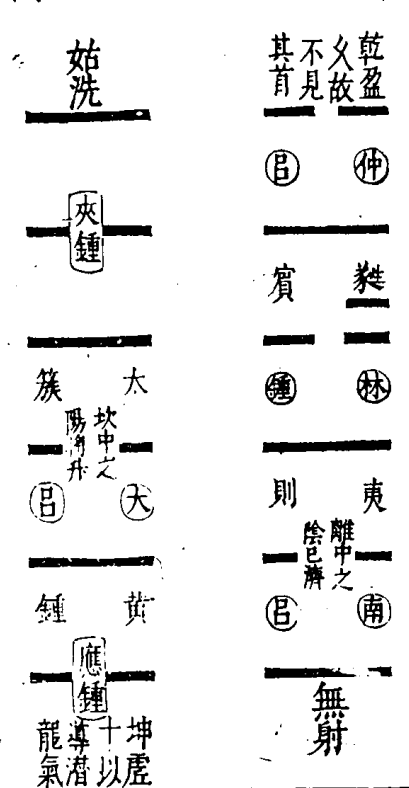 乾盈
故
不見
其首
仲呂
蕤賓
林鍾
夷則
離中之
陰已濟
南呂
無射
姑洗
夾鍾
太簇
坎中之
陽升
大呂
黃鍾
應鍾
坤虛
十以
導潛
龍氣